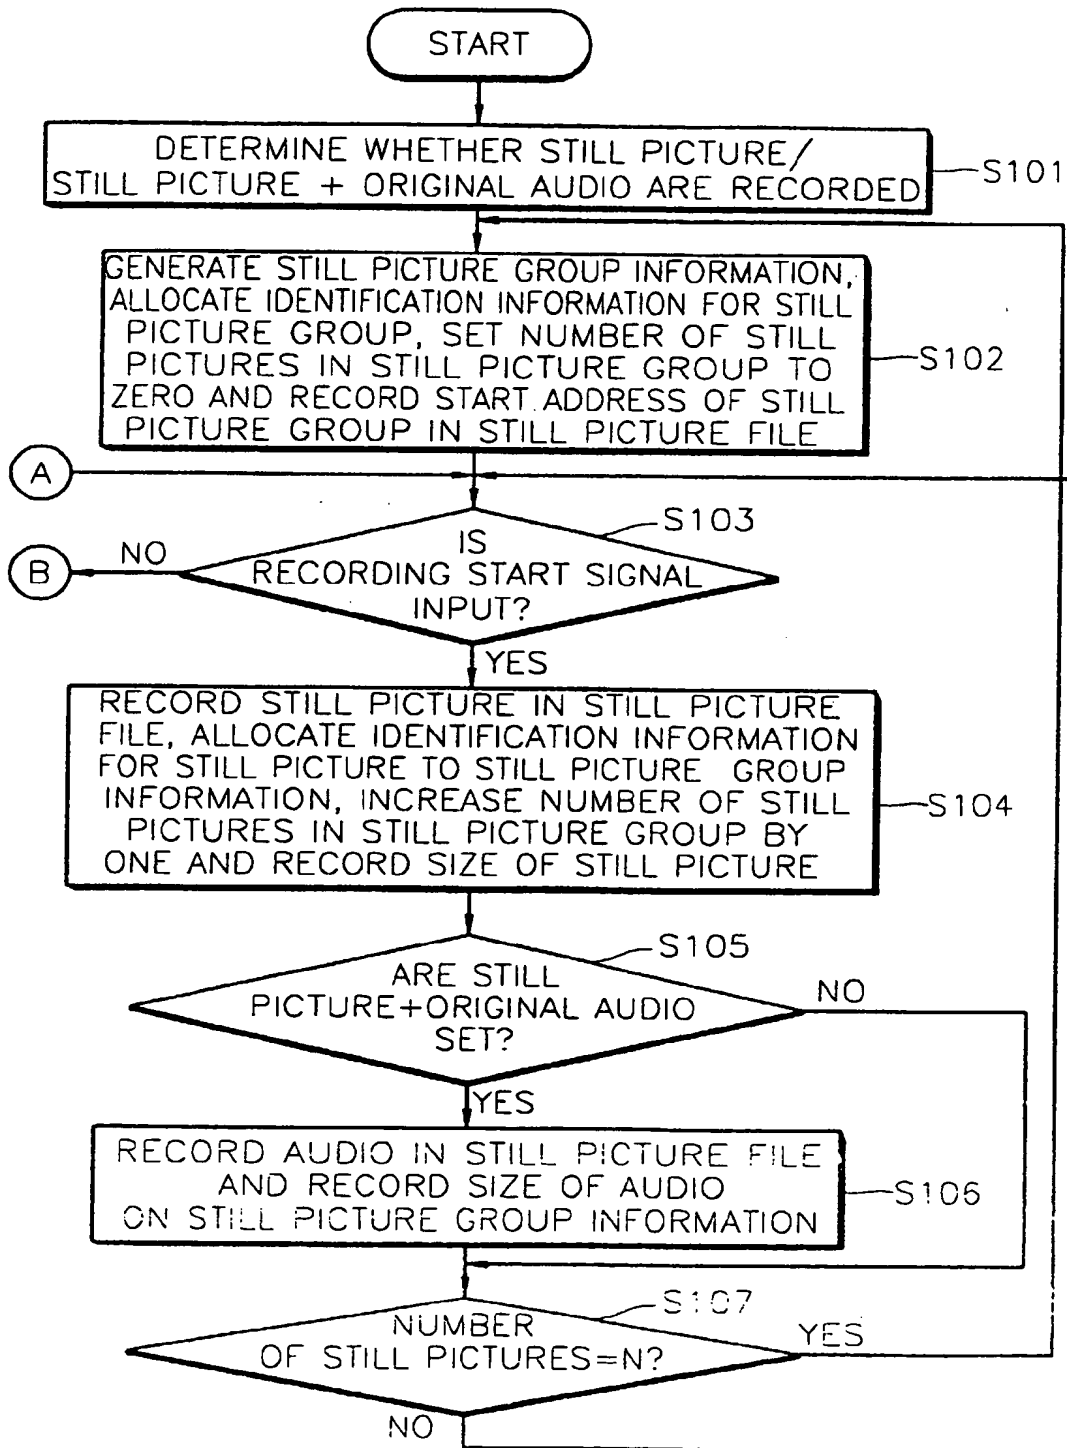 START
DETERMINE WHETHER STILL PICTURE/
STILL PICTURE + ORIGINAL AUDIO ARE RECORDED
S101
GENERATE STILL PICTURE GROUP INFORMATION,
ALLOCATE IDENTIFICATION INFORMATION FOR STILL
PICTURE GROUP, SET NUMBER OF STILL
PICTURES IN STILL PICTURE GROUP TO
ZERO AND RECORD START ADDRESS OF STILL
PICTURE GROUP IN STILL PICTURE FILE
S102
A
S103
IS
RECORDING START SIGNAL
INPUT?
NO
B
YES
RECORD STILL PICTURE IN STILL PICTURE
FILE, ALLOCATE IDENTIFICATION INFORMATION
FOR STILL PICTURE TO STILL PICTURE GROUP
INFORMATION, INCREASE NUMBER OF STILL
PICTURES IN STILL PICTURE GROUP BY
ONE AND RECORD SIZE OF STILL PICTURE
S104
S105
ARE STILL
PICTURE+ORIGINAL AUDIO
SET?
NO
YES
RECORD AUDIO IN STILL PICTURE FILE
AND RECORD SIZE OF AUDIO
ON STILL PICTURE GROUP INFORMATION
S106
S107
NUMBER
OF STILL PICTURES=N?
YES
NO